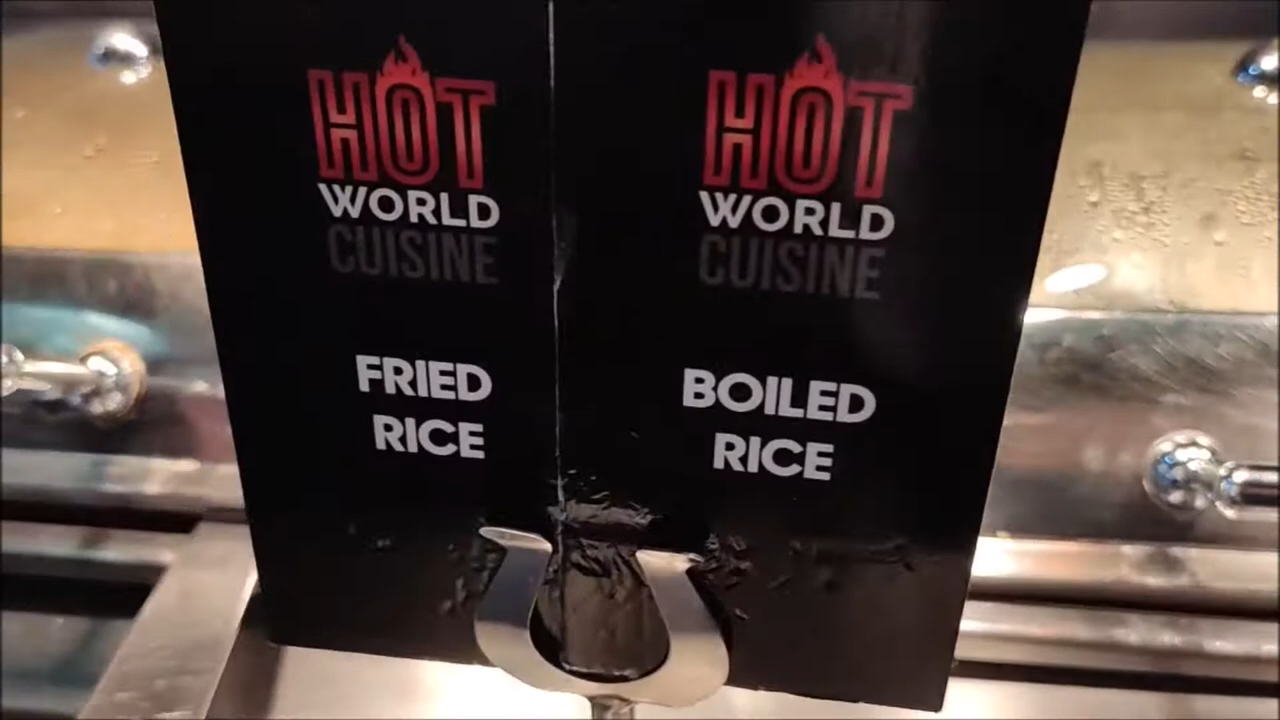 HOT
WORLD
CUISINE
FRIED
RICE
HOT
WORLD
CUISINE
BOILED
RICE